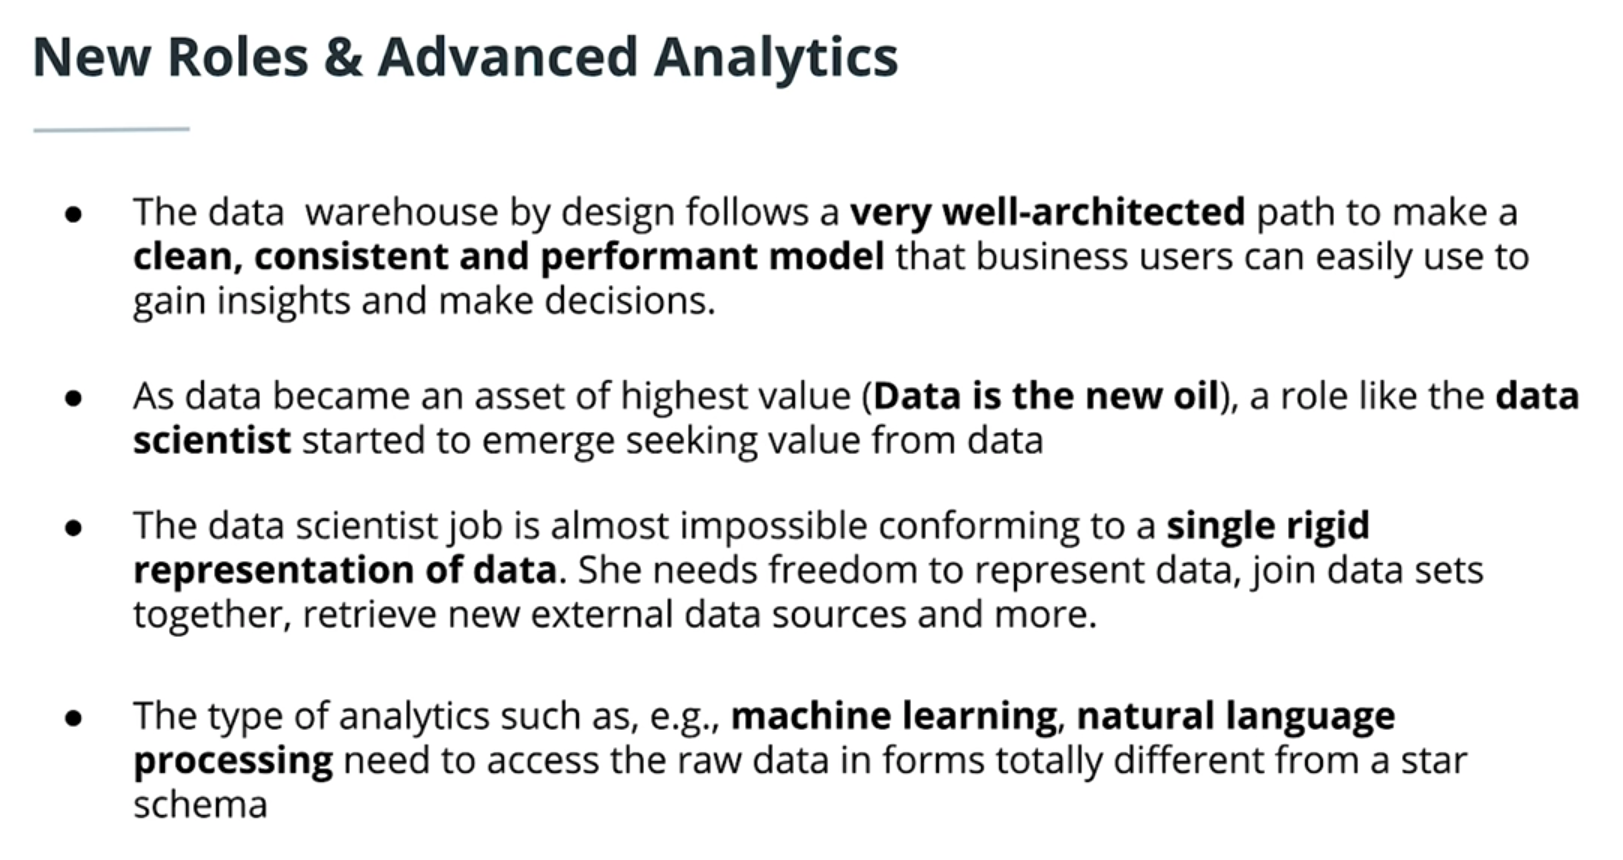 New Roles & Advanced Analytics
● The data  warehouse by design follows a very well-architected path to make a
clean, consistent and performant model that business users can easily use to
gain insights and make decisions.
● As data became an asset of highest value (Data is the new oil), a role like the data
scientist started to emerge seeking value from data
● The data scientist job is almost impossible conforming to a single rigid
representation of data. She needs freedom to represent data, join data sets
together, retrieve new external data sources and more.
● The type of analytics such as, e.g., machine learning, natural language
processing need to access the raw data in forms totally different from a star
schema